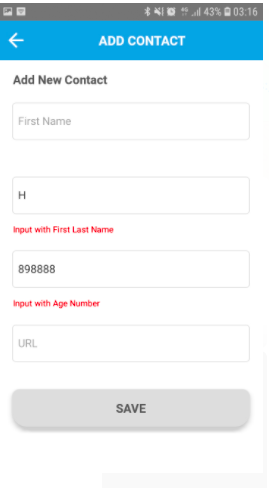 43% 03:16
ADD CONTACT
Add New Contact
First Name
H
Input with First Last Name
898888
Input with Age Number
URL
SAVE